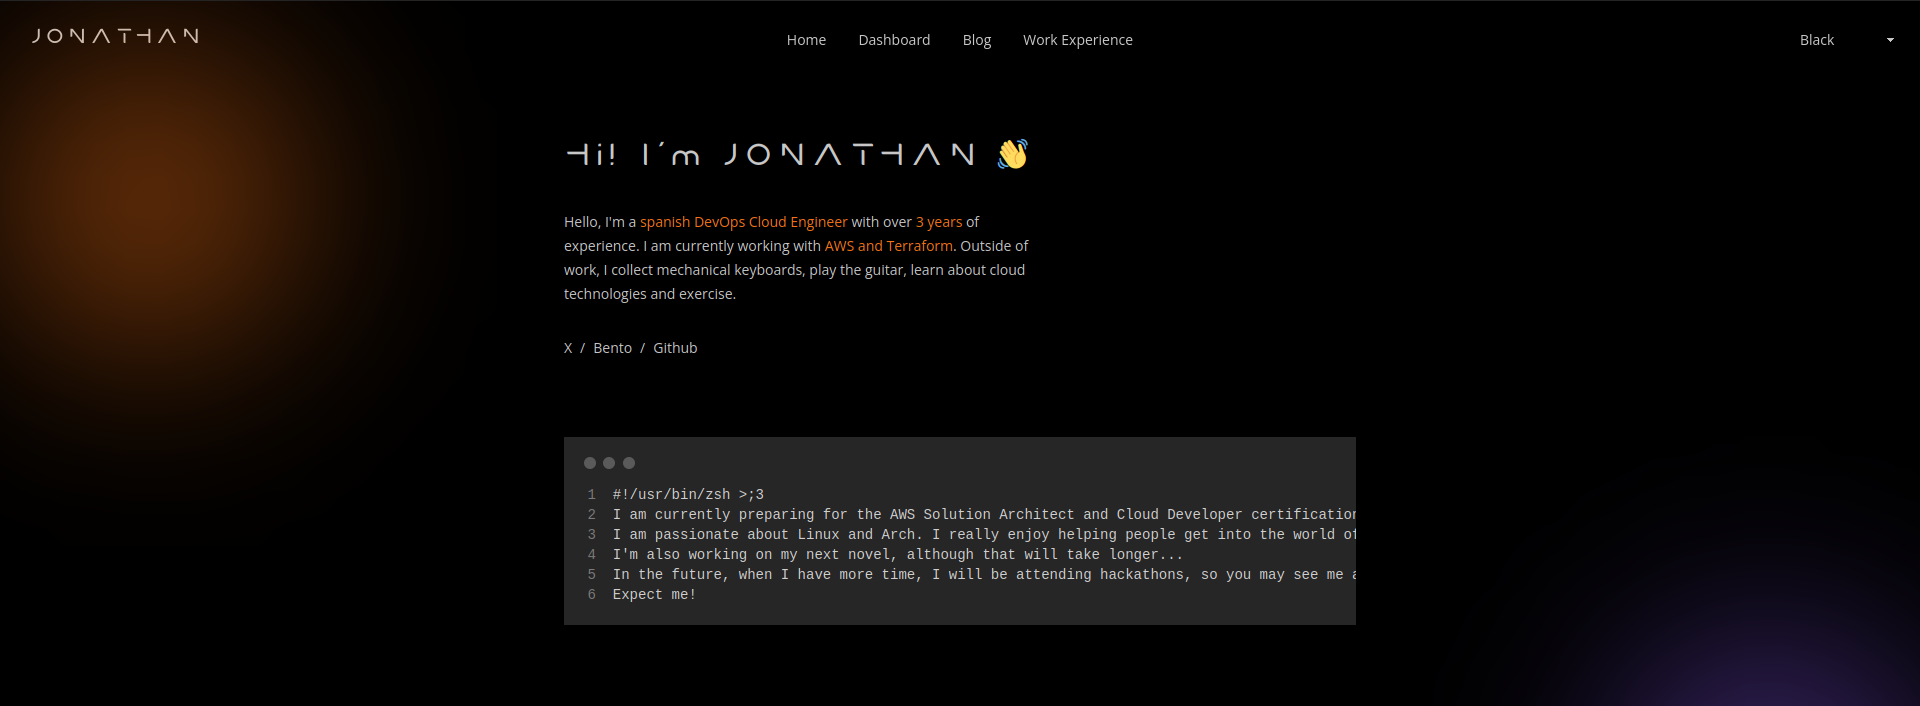 JONATHAN
Home Dashboard Blog Work Experience
Black
Hi! I´m JONATHAN 👋
Hello, I'm a spanish DevOps Cloud Engineer with over 3 years of
experience. I am currently working with AWS and Terraform. Outside of
work, I collect mechanical keyboards, play the guitar, learn about cloud
technologies and exercise.
X / Bento / Github
1 #!/usr/bin/zsh >;3
2 I am currently preparing for the AWS Solution Architect and Cloud Developer certification
3 I am passionate about Linux and Arch. I really enjoy helping people get into the world of
4 I'm also working on my next novel, although that will take longer...
5 In the future, when I have more time, I will be attending hackathons, so you may see me a
6 Expect me!